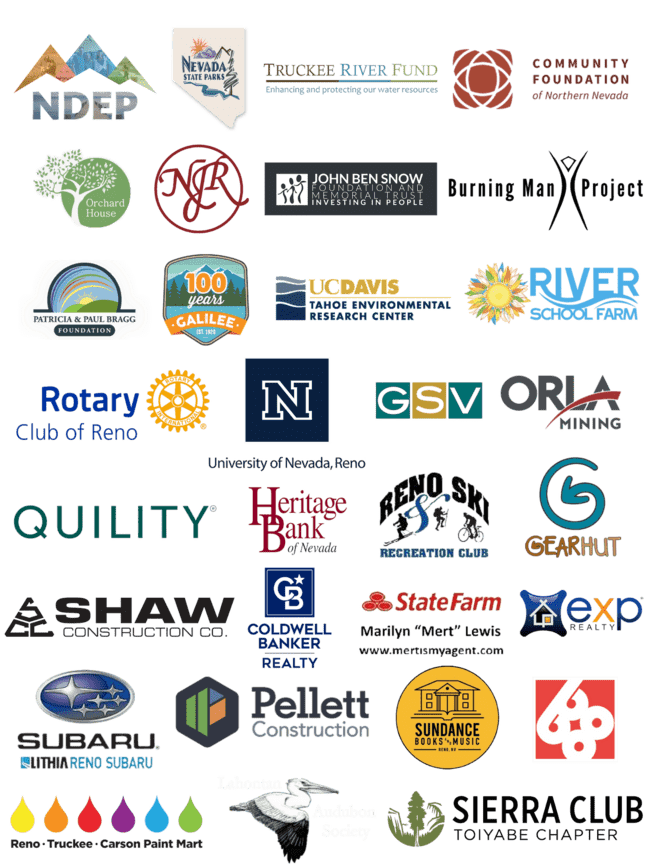 NDEP
NEVADA
STATE PARKS
TRUCKEE RIVER FUND
Enhancing and protecting our water resources
COMMUNITY
FOUNDATION
of Northern Nevada
Orchard
House
NJR
JOHN BEN SNOW
FOUNDATION AND
MEMORIAL TRUST
INVESTING IN PEOPLE
Burning Man Project
PATRICIA & PAUL BRAGG
FOUNDATION
100
years
GALILEE
EST 1920
UCDAVIS
TAHOE ENVIRONMENTAL
RESEARCH CENTER
RIVER
SCHOOL FARM
Rotary
Club of Reno
ROTARY
INTERNATIONAL
N
University of Nevada, Reno
GSV
ORLA
MINING
QUILITY®
Heritage
Bank
of Nevada
RENO SKI
&
RECREATION CLUB
GEARHUT
SHAW
CONSTRUCTION CO.
CB
COLDWELL
BANKER
REALTY
StateFarm
Marilyn “Mert” Lewis
www.mertismyagent.com
exp
REALTY
SUBARU
LITHIA RENO SUBARU
Pellett
Construction
SUNDANCE
BOOKS AND MUSIC
RENO, NV
Reno · Truckee · Carson Paint Mart
Lahontan
Audubon
Society
SIERRA CLUB
TOIYABE CHAPTER